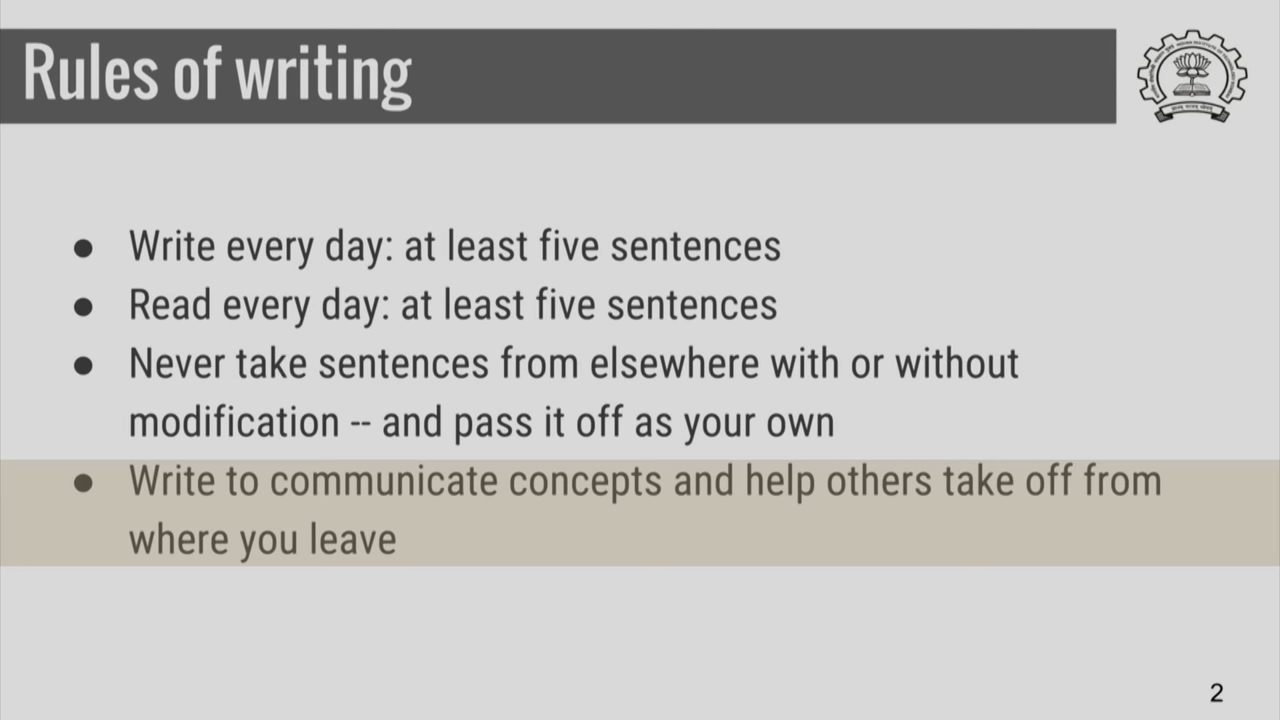 Rules of writing
● Write every day: at least five sentences
● Read every day: at least five sentences
● Never take sentences from elsewhere with or without
modification -- and pass it off as your own
● Write to communicate concepts and help others take off from
where you leave
2